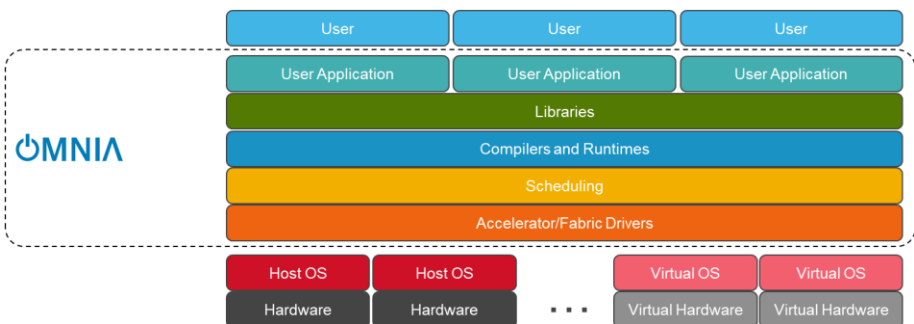 User User User
User Application User Application User Application
Libraries
OMNIA
Compilers and Runtimes
Scheduling
Accelerator/Fabric Drivers
Host OS Host OS Virtual OS Virtual OS
Hardware Hardware ... Virtual Hardware Virtual Hardware